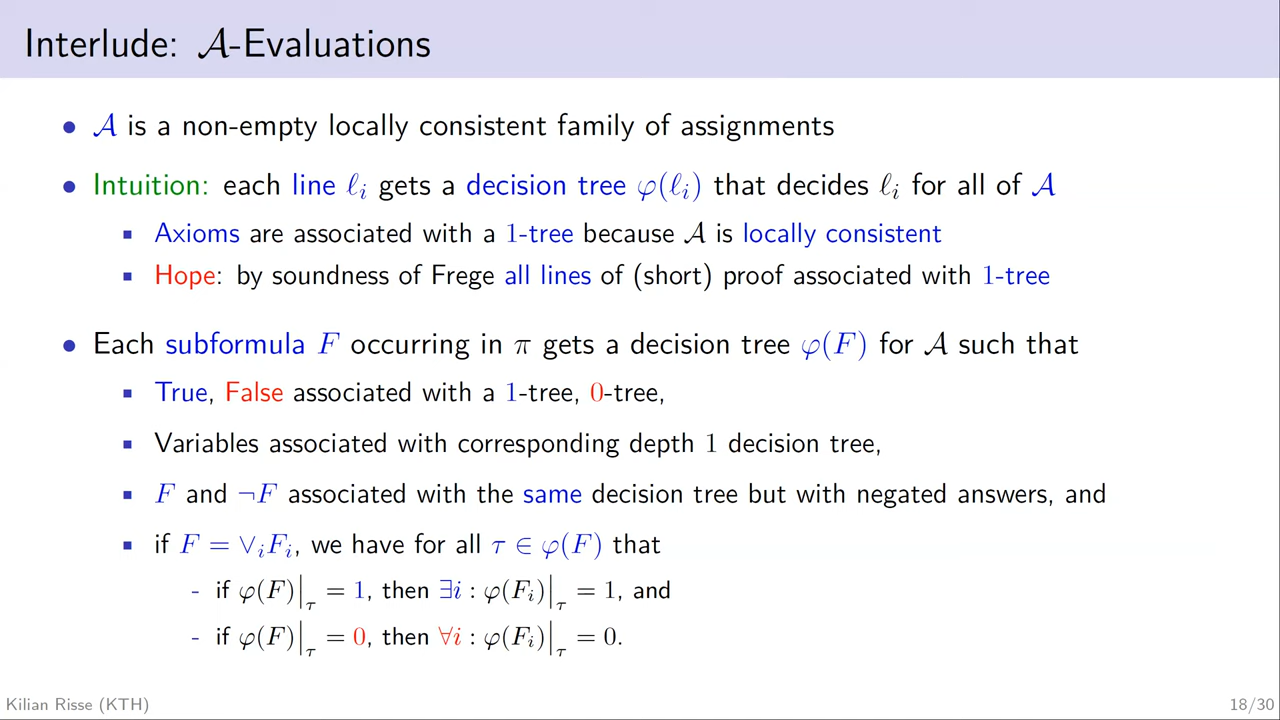 Interlude: 𝒜-Evaluations
• 𝒜 is a non-empty locally consistent family of assignments
• Intuition: each line ℓᵢ gets a decision tree φ(ℓᵢ) that decides ℓᵢ for all of 𝒜
▪ Axioms are associated with a 1-tree because 𝒜 is locally consistent
▪ Hope: by soundness of Frege all lines of (short) proof associated with 1-tree
• Each subformula F occurring in π gets a decision tree φ(F) for 𝒜 such that
▪ True, False associated with a 1-tree, 0-tree,
▪ Variables associated with corresponding depth 1 decision tree,
▪ F and ¬F associated with the same decision tree but with negated answers, and
▪ if F = ∨ᵢFᵢ, we have for all τ ∈ φ(F) that
- if φ(F)|_τ = 1, then ∃i : φ(Fᵢ)|_τ = 1, and
- if φ(F)|_τ = 0, then ∀i : φ(Fᵢ)|_τ = 0.
Kilian Risse (KTH) 18/30